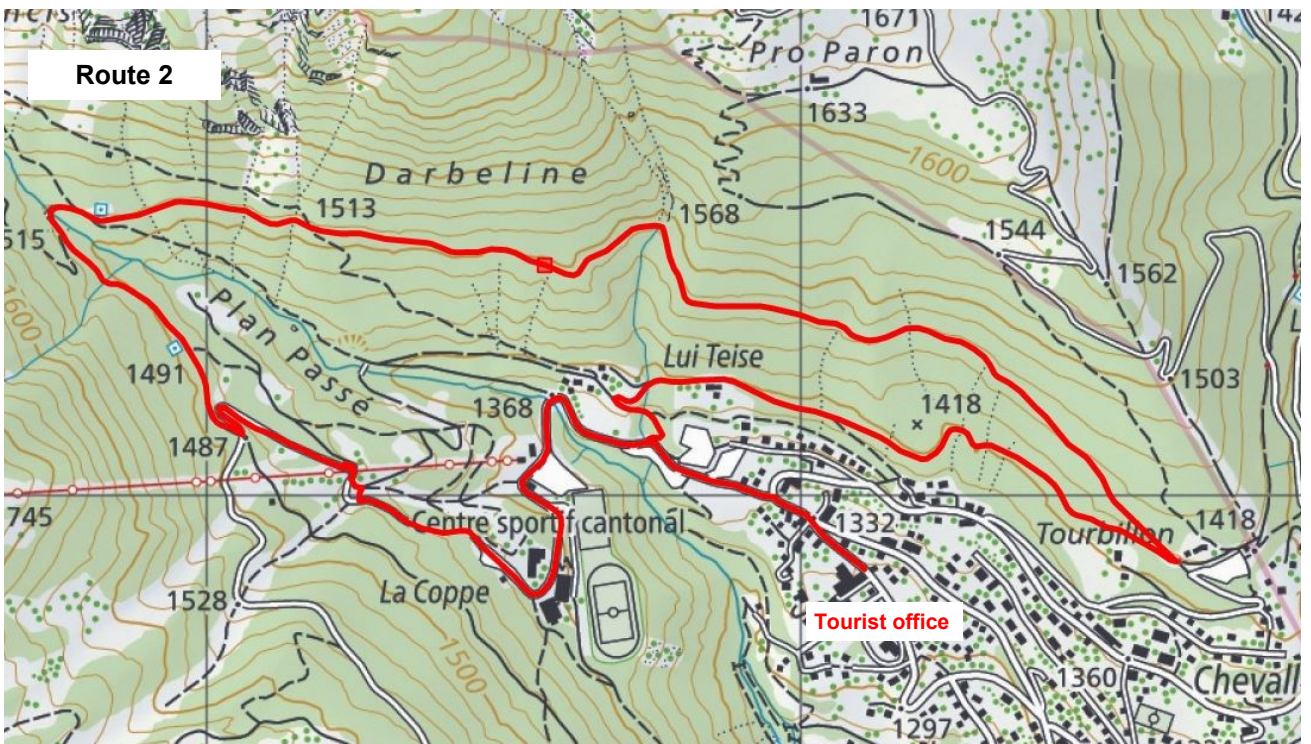 1671
Route 2
Pro Paron
1633
Darbeline
1600
1513
1568
1544
515
1562
1600
Plan Passé
Lui Teise
1491
1503
1368
1418
1487
745
Centre sportif cantonal
1332
Tourbillon
1418
La Coppe
1528
Tourist office
1500
1360
Chevall
1297